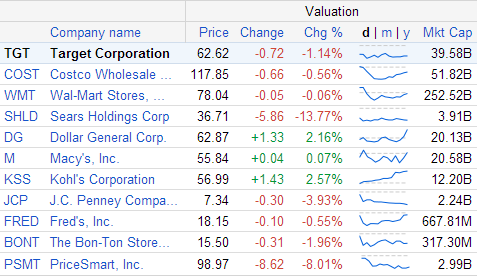 Valuation
Company name Price Change Chg % d | m | y Mkt Cap
TGT Target Corporation 62.62 -0.72 -1.14% 39.58B
COST Costco Wholesale ... 117.85 -0.66 -0.56% 51.82B
WMT Wal-Mart Stores, ... 78.04 -0.05 -0.06% 252.52B
SHLD Sears Holdings Corp 36.71 -5.86 -13.77% 3.91B
DG Dollar General Corp. 62.87 +1.33 2.16% 20.13B
M Macy's, Inc. 55.84 +0.04 0.07% 20.58B
KSS Kohl's Corporation 56.99 +1.43 2.57% 12.20B
JCP J.C. Penney Compa... 7.34 -0.30 -3.93% 2.24B
FRED Fred's, Inc. 18.15 -0.10 -0.55% 667.81M
BONT The Bon-Ton Store... 15.50 -0.31 -1.96% 317.30M
PSMT PriceSmart, Inc. 98.97 -8.62 -8.01% 2.99B